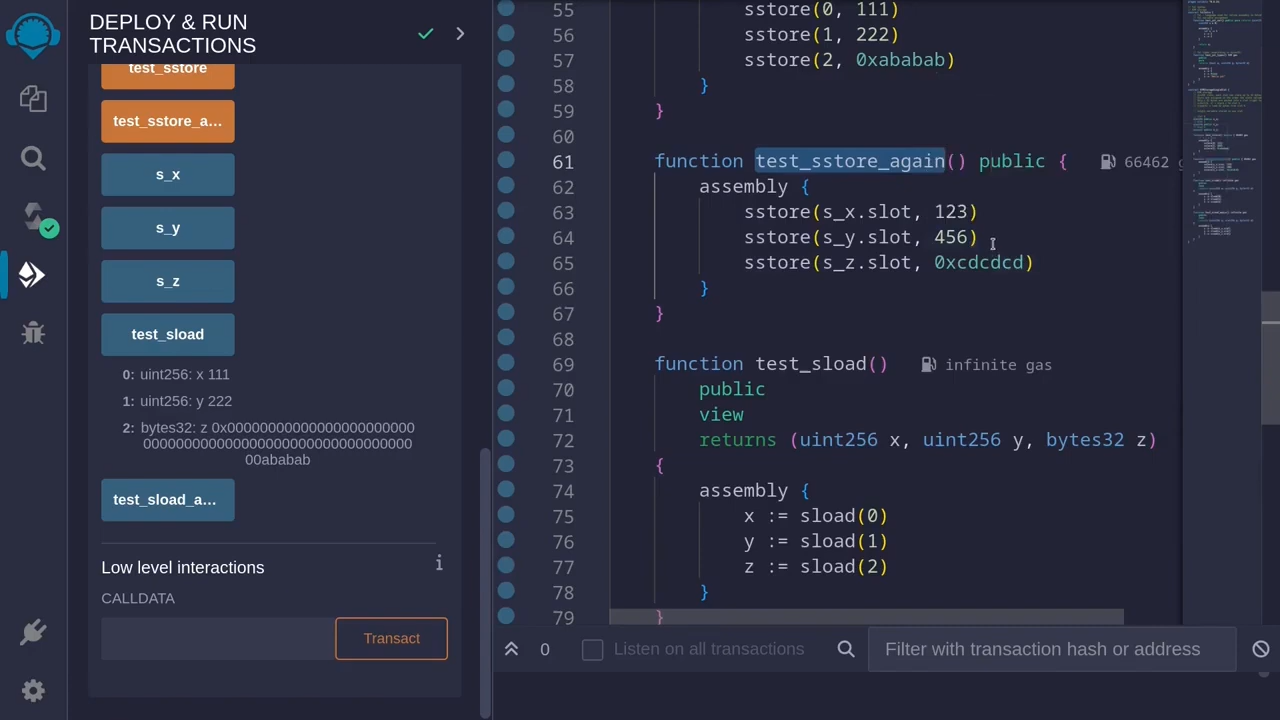 DEPLOY & RUN
TRANSACTIONS
test_sstore
test_sstore_a...
s_x
s_y
s_z
test_sload
0: uint256: x 111
1: uint256: y 222
2: bytes32: z 0x00000000000000000000000
000000000000000000000000000000000
00ababab
test_sload_a...
Low level interactions
i
CALLDATA
Transact
55 sstore(0, 111)
56 sstore(1, 222)
57 sstore(2, 0xababab)
58 }
59 }
60
61 function test_sstore_again() public { 66462 g
62 assembly {
63 sstore(s_x.slot, 123)
64 sstore(s_y.slot, 456)
65 sstore(s_z.slot, 0xcdcdcd)
66 }
67 }
68
69 function test_sload() infinite gas
70 public
71 view
72 returns (uint256 x, uint256 y, bytes32 z)
73 {
74 assembly {
75 x := sload(0)
76 y := sload(1)
77 z := sload(2)
78 }
79 }
0 Listen on all transactions Filter with transaction hash or address